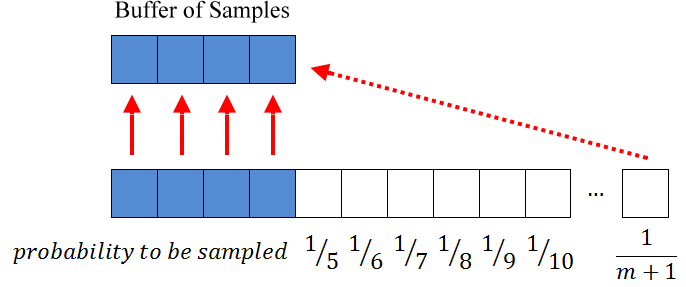 Buffer of Samples
...
probability to be sampled 1/5 1/6 1/7 1/8 1/9 1/10 1/(m + 1)